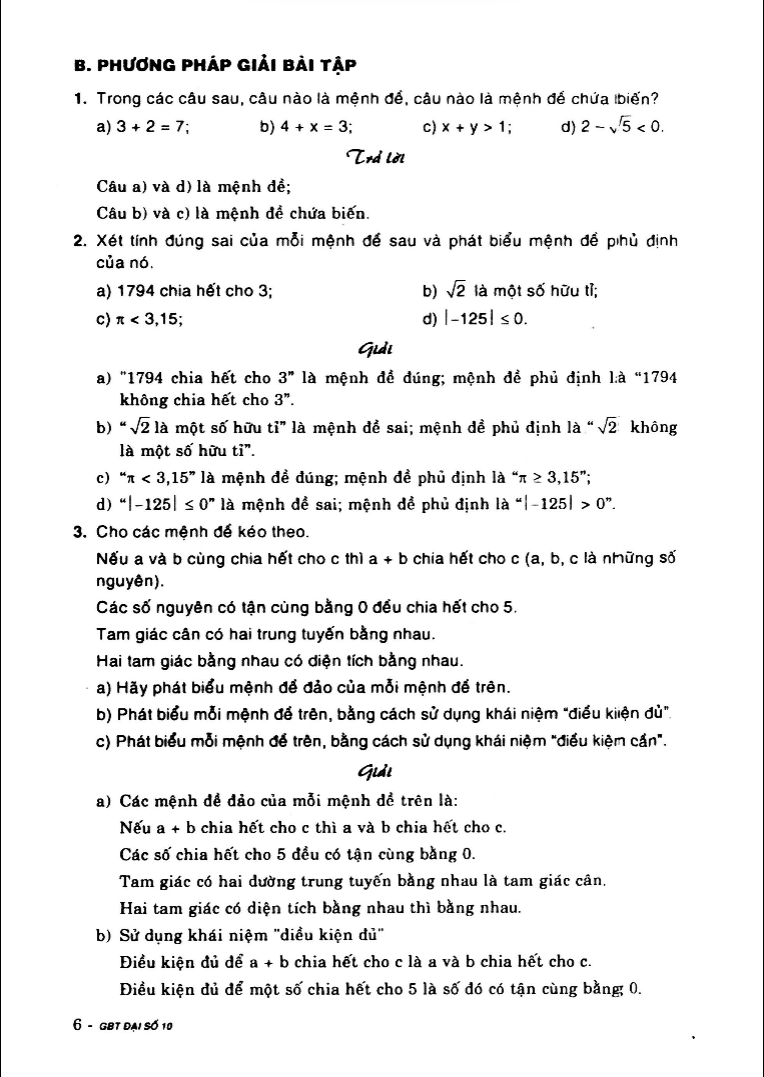 B. PHƯƠNG PHÁP GIẢI BÀI TẬP
1. Trong các câu sau, câu nào là mệnh đề, câu nào là mệnh đề chứa biến?
a) 3 + 2 = 7; b) 4 + x = 3; c) x + y > 1; d) 2 – √5 < 0.
Trả lời
Câu a) và d) là mệnh đề;
Câu b) và c) là mệnh đề chứa biến.
2. Xét tính đúng sai của mỗi mệnh đề sau và phát biểu mệnh đề phủ định
của nó.
a) 1794 chia hết cho 3; b) √2 là một số hữu tỉ;
c) π < 3,15; d) |–125| ≤ 0.
Giải
a) "1794 chia hết cho 3” là mệnh đề đúng; mệnh đề phủ định là “1794
không chia hết cho 3”.
b) “√2 là một số hữu tỉ” là mệnh đề sai; mệnh đề phủ định là “√2 không
là một số hữu tỉ”.
c) “π < 3,15” là mệnh đề đúng; mệnh đề phủ định là “π ≥ 3,15”;
d) “|–125| ≤ 0” là mệnh đề sai; mệnh đề phủ định là “|–125| > 0”.
3. Cho các mệnh đề kéo theo.
Nếu a và b cùng chia hết cho c thì a + b chia hết cho c (a, b, c là những số
nguyên).
Các số nguyên có tận cùng bằng 0 đều chia hết cho 5.
Tam giác cân có hai trung tuyến bằng nhau.
Hai tam giác bằng nhau có diện tích bằng nhau.
a) Hãy phát biểu mệnh đề đảo của mỗi mệnh đề trên.
b) Phát biểu mỗi mệnh đề trên, bằng cách sử dụng khái niệm “điều kiện đủ”.
c) Phát biểu mỗi mệnh đề trên, bằng cách sử dụng khái niệm “điều kiệm cần”.
Giải
a) Các mệnh đề đảo của mỗi mệnh đề trên là:
Nếu a + b chia hết cho c thì a và b chia hết cho c.
Các số chia hết cho 5 đều có tận cùng bằng 0.
Tam giác có hai đường trung tuyến bằng nhau là tam giác cân.
Hai tam giác có diện tích bằng nhau thì bằng nhau.
b) Sử dụng khái niệm "điều kiện đủ"
Điều kiện đủ để a + b chia hết cho c là a và b chia hết cho c.
Điều kiện đủ để một số chia hết cho 5 là số đó có tận cùng bằng 0.
6 - GBT ĐẠI SỐ 10